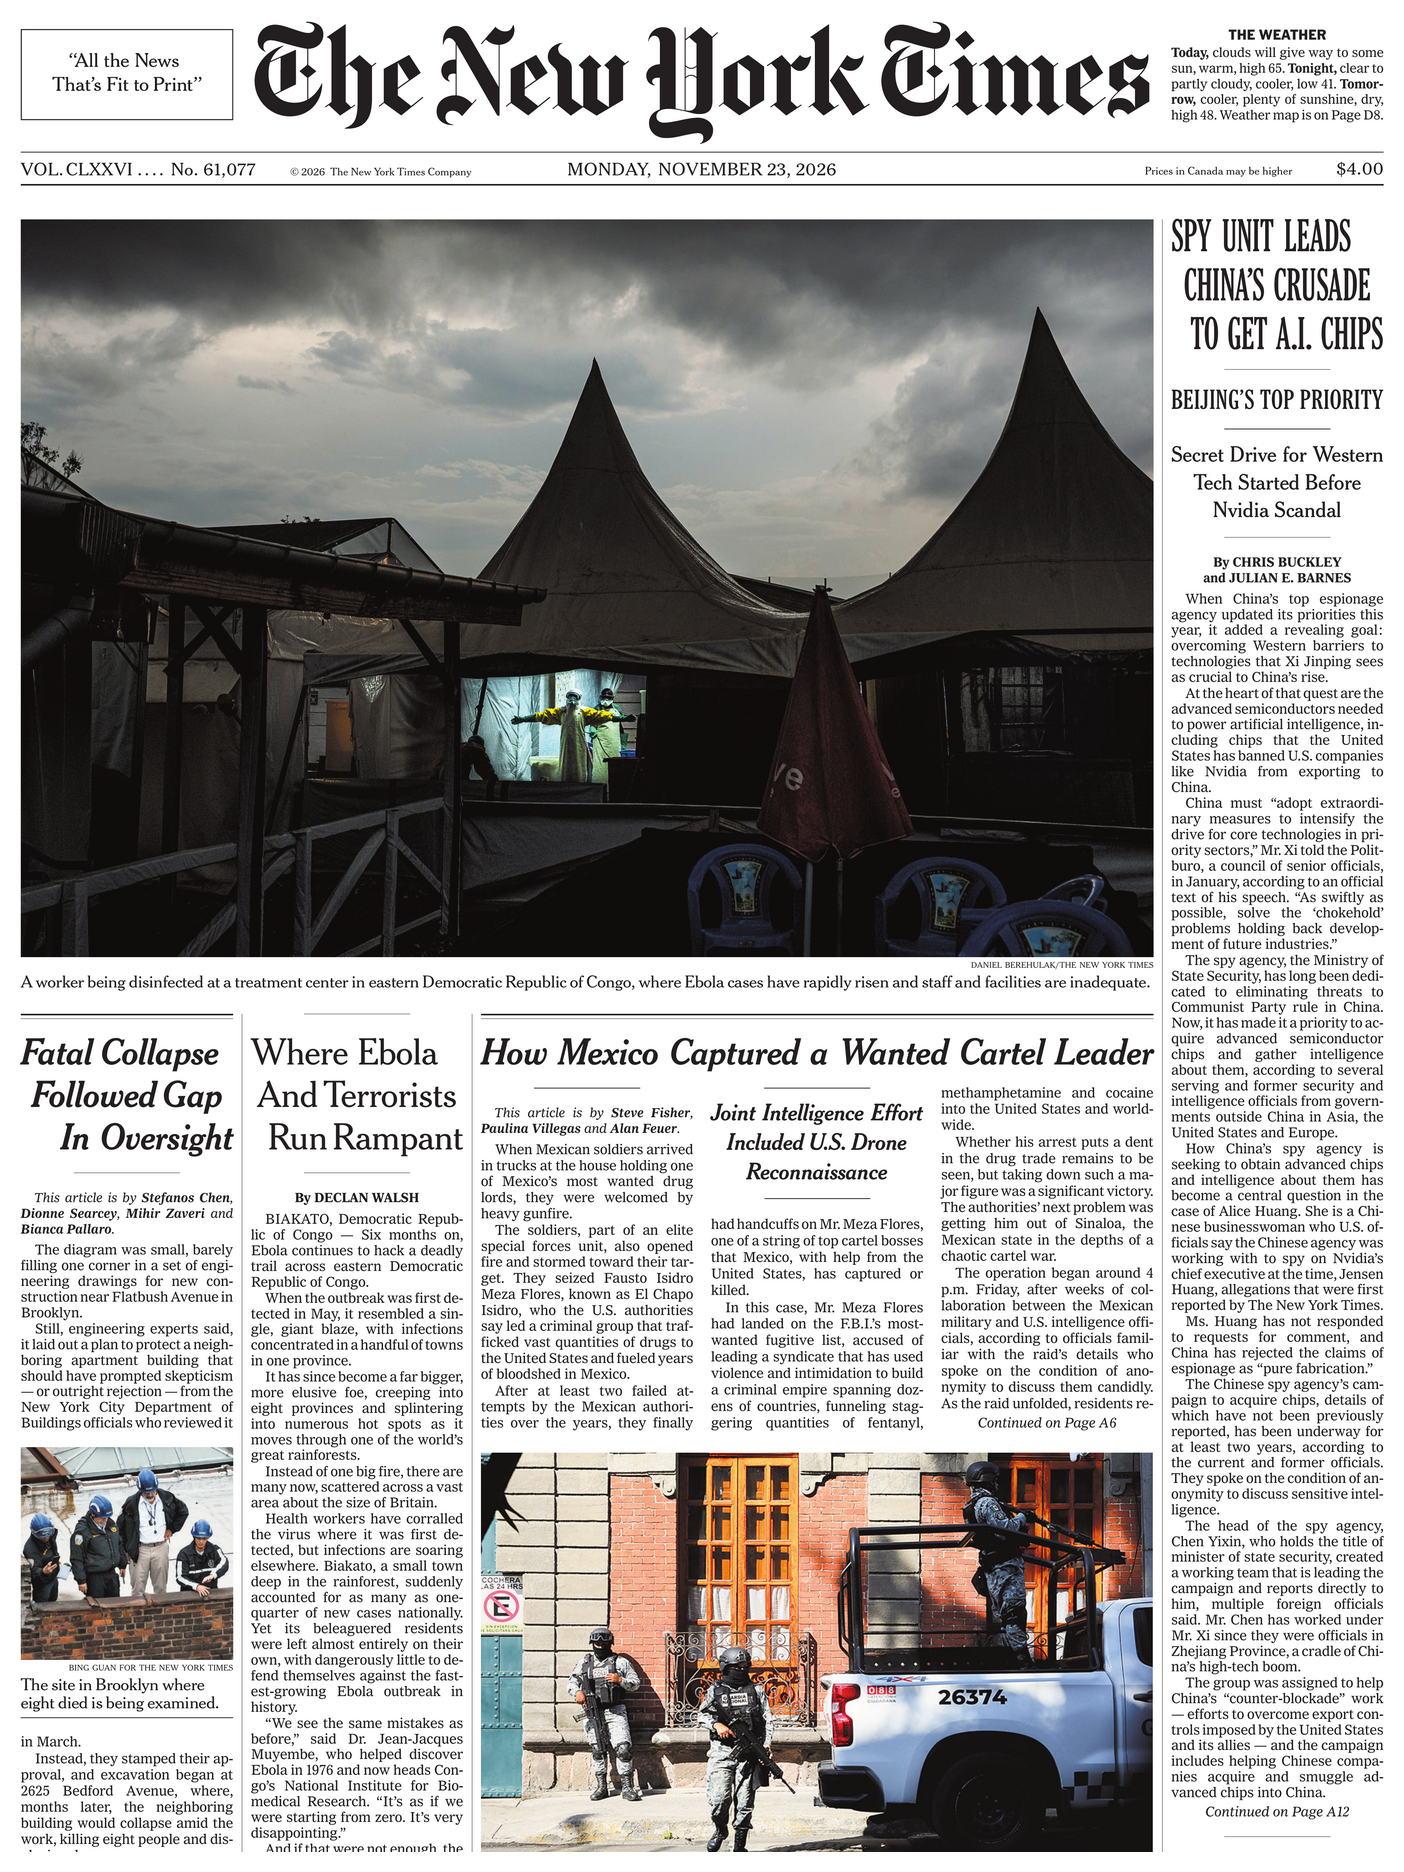 “All the News
That’s Fit to Print”
The New York Times
THE WEATHER
Today, clouds will give way to some
sun, warm, high 65. Tonight, clear to
partly cloudy, cooler, low 41. Tomor-
row, cooler, plenty of sunshine, dry,
high 48. Weather map is on Page D8.
VOL. CLXXVI .... No. 61,077
© 2026 The New York Times Company
MONDAY, NOVEMBER 23, 2026
Prices in Canada may be higher
$4.00
DANIEL BEREHULAK/THE NEW YORK TIMES
A worker being disinfected at a treatment center in eastern Democratic Republic of Congo, where Ebola cases have rapidly risen and staff and facilities are inadequate.
SPY UNIT LEADS
CHINA’S CRUSADE
TO GET A.I. CHIPS
BEIJING’S TOP PRIORITY
Secret Drive for Western
Tech Started Before
Nvidia Scandal
By CHRIS BUCKLEY
and JULIAN E. BARNES
When China’s top espionage
agency updated its priorities this
year, it added a revealing goal:
overcoming Western barriers to
technologies that Xi Jinping sees
as crucial to China’s rise.
At the heart of that quest are the
advanced semiconductors needed
to power artificial intelligence, in-
cluding chips that the United
States has banned U.S. companies
like Nvidia from exporting to
China.
China must “adopt extraordi-
nary measures to intensify the
drive for core technologies in pri-
ority sectors,” Mr. Xi told the Polit-
buro, a council of senior officials,
in January, according to an official
text of his speech. “As swiftly as
possible, solve the ‘chokehold’
problems holding back develop-
ment of future industries.”
The spy agency, the Ministry of
State Security, has long been dedi-
cated to eliminating threats to
Communist Party rule in China.
Now, it has made it a priority to ac-
quire advanced semiconductor
chips and gather intelligence
about them, according to several
serving and former security and
intelligence officials from govern-
ments outside China in Asia, the
United States and Europe.
How China’s spy agency is
seeking to obtain advanced chips
and intelligence about them has
become a central question in the
case of Alice Huang. She is a Chi-
nese businesswoman who U.S. of-
ficials say the Chinese agency was
working with to spy on Nvidia’s
chief executive at the time, Jensen
Huang, allegations that were first
reported by The New York Times.
Ms. Huang has not responded
to requests for comment, and
China has rejected the claims of
espionage as “pure fabrication.”
The Chinese spy agency’s cam-
paign to acquire chips, details of
which have not been previously
reported, has been underway for
at least two years, according to
the current and former officials.
They spoke on the condition of an-
onymity to discuss sensitive intel-
ligence.
The head of the spy agency,
Chen Yixin, who holds the title of
minister of state security, created
a working team that is leading the
campaign and reports directly to
him, multiple foreign officials
said. Mr. Chen has worked under
Mr. Xi since they were officials in
Zhejiang Province, a cradle of Chi-
na’s high-tech boom.
The group was assigned to help
China’s “counter-blockade” work
— efforts to overcome export con-
trols imposed by the United States
and its allies — and the campaign
includes helping Chinese compa-
nies acquire and smuggle ad-
vanced chips into China.
Continued on Page A12
Fatal Collapse
Followed Gap
In Oversight
This article is by Stefanos Chen,
Dionne Searcey, Mihir Zaveri and
Bianca Pallaro.
The diagram was small, barely
filling one corner in a set of engi-
neering drawings for new con-
struction near Flatbush Avenue in
Brooklyn.
Still, engineering experts said,
it laid out a plan to protect a neigh-
boring apartment building that
should have prompted skepticism
— or outright rejection — from the
New York City Department of
Buildings officials who reviewed it
BING GUAN FOR THE NEW YORK TIMES
The site in Brooklyn where
eight died is being examined.
in March.
Instead, they stamped their ap-
proval, and excavation began at
2625 Bedford Avenue, where,
months later, the neighboring
building would collapse amid the
work, killing eight people and dis-
Where Ebola
And Terrorists
Run Rampant
By DECLAN WALSH
BIAKATO, Democratic Repub-
lic of Congo — Six months on,
Ebola continues to hack a deadly
trail across eastern Democratic
Republic of Congo.
When the outbreak was first de-
tected in May, it resembled a sin-
gle, giant blaze, with infections
concentrated in a handful of towns
in one province.
It has since become a far bigger,
more elusive foe, creeping into
eight provinces and splintering
into numerous hot spots as it
moves through one of the world’s
great rainforests.
Instead of one big fire, there are
many now, scattered across a vast
area about the size of Britain.
Health workers have corralled
the virus where it was first de-
tected, but infections are soaring
elsewhere. Biakato, a small town
deep in the rainforest, suddenly
accounted for as many as one-
quarter of new cases nationally.
Yet its beleaguered residents
were left almost entirely on their
own, with dangerously little to de-
fend themselves against the fast-
est-growing Ebola outbreak in
history.
“We see the same mistakes as
before,” said Dr. Jean-Jacques
Muyembe, who helped discover
Ebola in 1976 and now heads Con-
go’s National Institute for Bio-
medical Research. “It’s as if we
were starting from zero. It’s very
disappointing.”
And if that were not enough, the
How Mexico Captured a Wanted Cartel Leader
This article is by Steve Fisher,
Paulina Villegas and Alan Feuer.
When Mexican soldiers arrived
in trucks at the house holding one
of Mexico’s most wanted drug
lords, they were welcomed by
heavy gunfire.
The soldiers, part of an elite
special forces unit, also opened
fire and stormed toward their tar-
get. They seized Fausto Isidro
Meza Flores, known as El Chapo
Isidro, who the U.S. authorities
say led a criminal group that traf-
ficked vast quantities of drugs to
the United States and fueled years
of bloodshed in Mexico.
After at least two failed at-
tempts by the Mexican authori-
ties over the years, they finally
Joint Intelligence Effort
Included U.S. Drone
Reconnaissance
had handcuffs on Mr. Meza Flores,
one of a string of top cartel bosses
that Mexico, with help from the
United States, has captured or
killed.
In this case, Mr. Meza Flores
had landed on the F.B.I.’s most-
wanted fugitive list, accused of
leading a syndicate that has used
violence and intimidation to build
a criminal empire spanning doz-
ens of countries, funneling stag-
gering quantities of fentanyl,
methamphetamine and cocaine
into the United States and world-
wide.
Whether his arrest puts a dent
in the drug trade remains to be
seen, but taking down such a ma-
jor figure was a significant victory.
The authorities’ next problem was
getting him out of Sinaloa, the
Mexican state in the depths of a
chaotic cartel war.
The operation began around 4
p.m. Friday, after weeks of col-
laboration between the Mexican
military and U.S. intelligence offi-
cials, according to officials famil-
iar with the raid’s details who
spoke on the condition of ano-
nymity to discuss them candidly.
As the raid unfolded, residents re-
Continued on Page A6
COCHERA
LAS 24 HRS
E
088
26374
GUARDIA